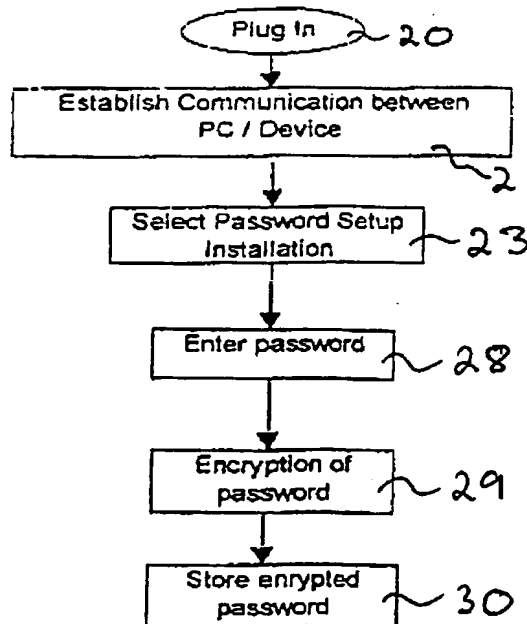 Plug In
20
Establish Communication between
PC / Device
2
Select Password Setup
Installation
23
Enter password
28
Encryption of
password
29
Store enrypted
password
30